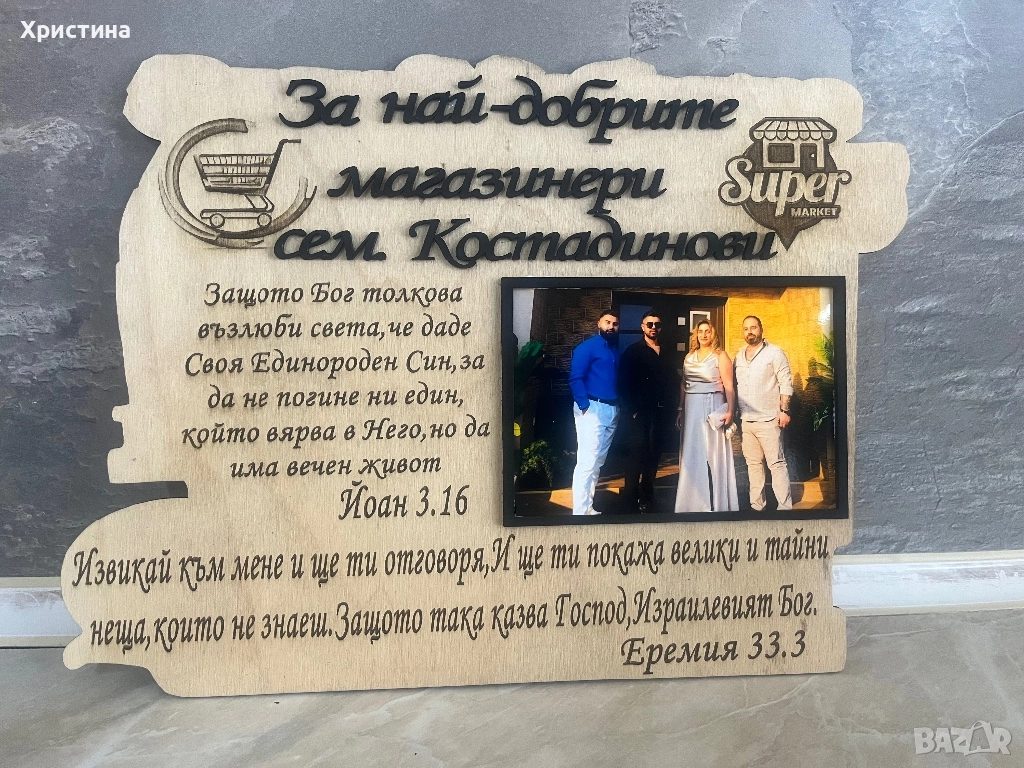 Христина
За най-добрите
магазинери
сем. Костадинови
Super
MARKET
Защото Бог толкова
възлюби света,че даде
Своя Единороден Син,за
да не погине ни един,
който вярва в Него,но да
има вечен живот
Йоан 3.16
Извикай към мене и ще ти отговоря,И ще ти покажа велики и тайни
неща,които не знаеш.Защото така казва Господ,Израилевият Бог.
Еремия 33.3
BAZAR